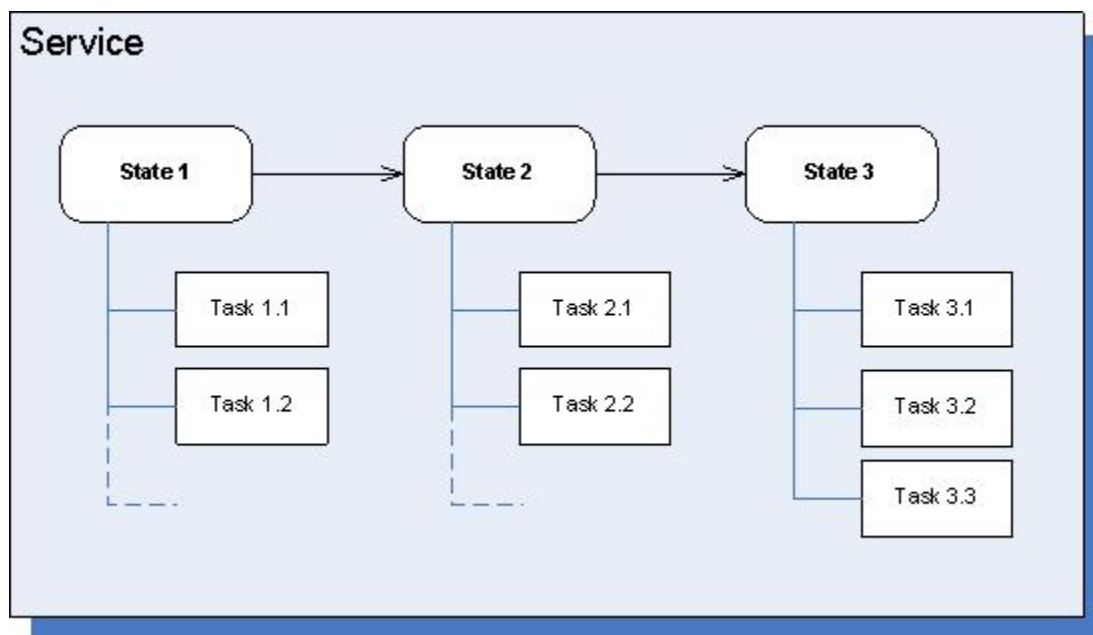 Service
State 1
State 2
State 3
Task 1.1
Task 2.1
Task 3.1
Task 1.2
Task 2.2
Task 3.2
Task 3.3